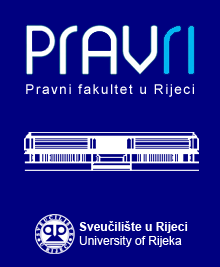 PRAVRI
Pravni fakultet u Rijeci
Sveučilište u Rijeci
University of Rijeka